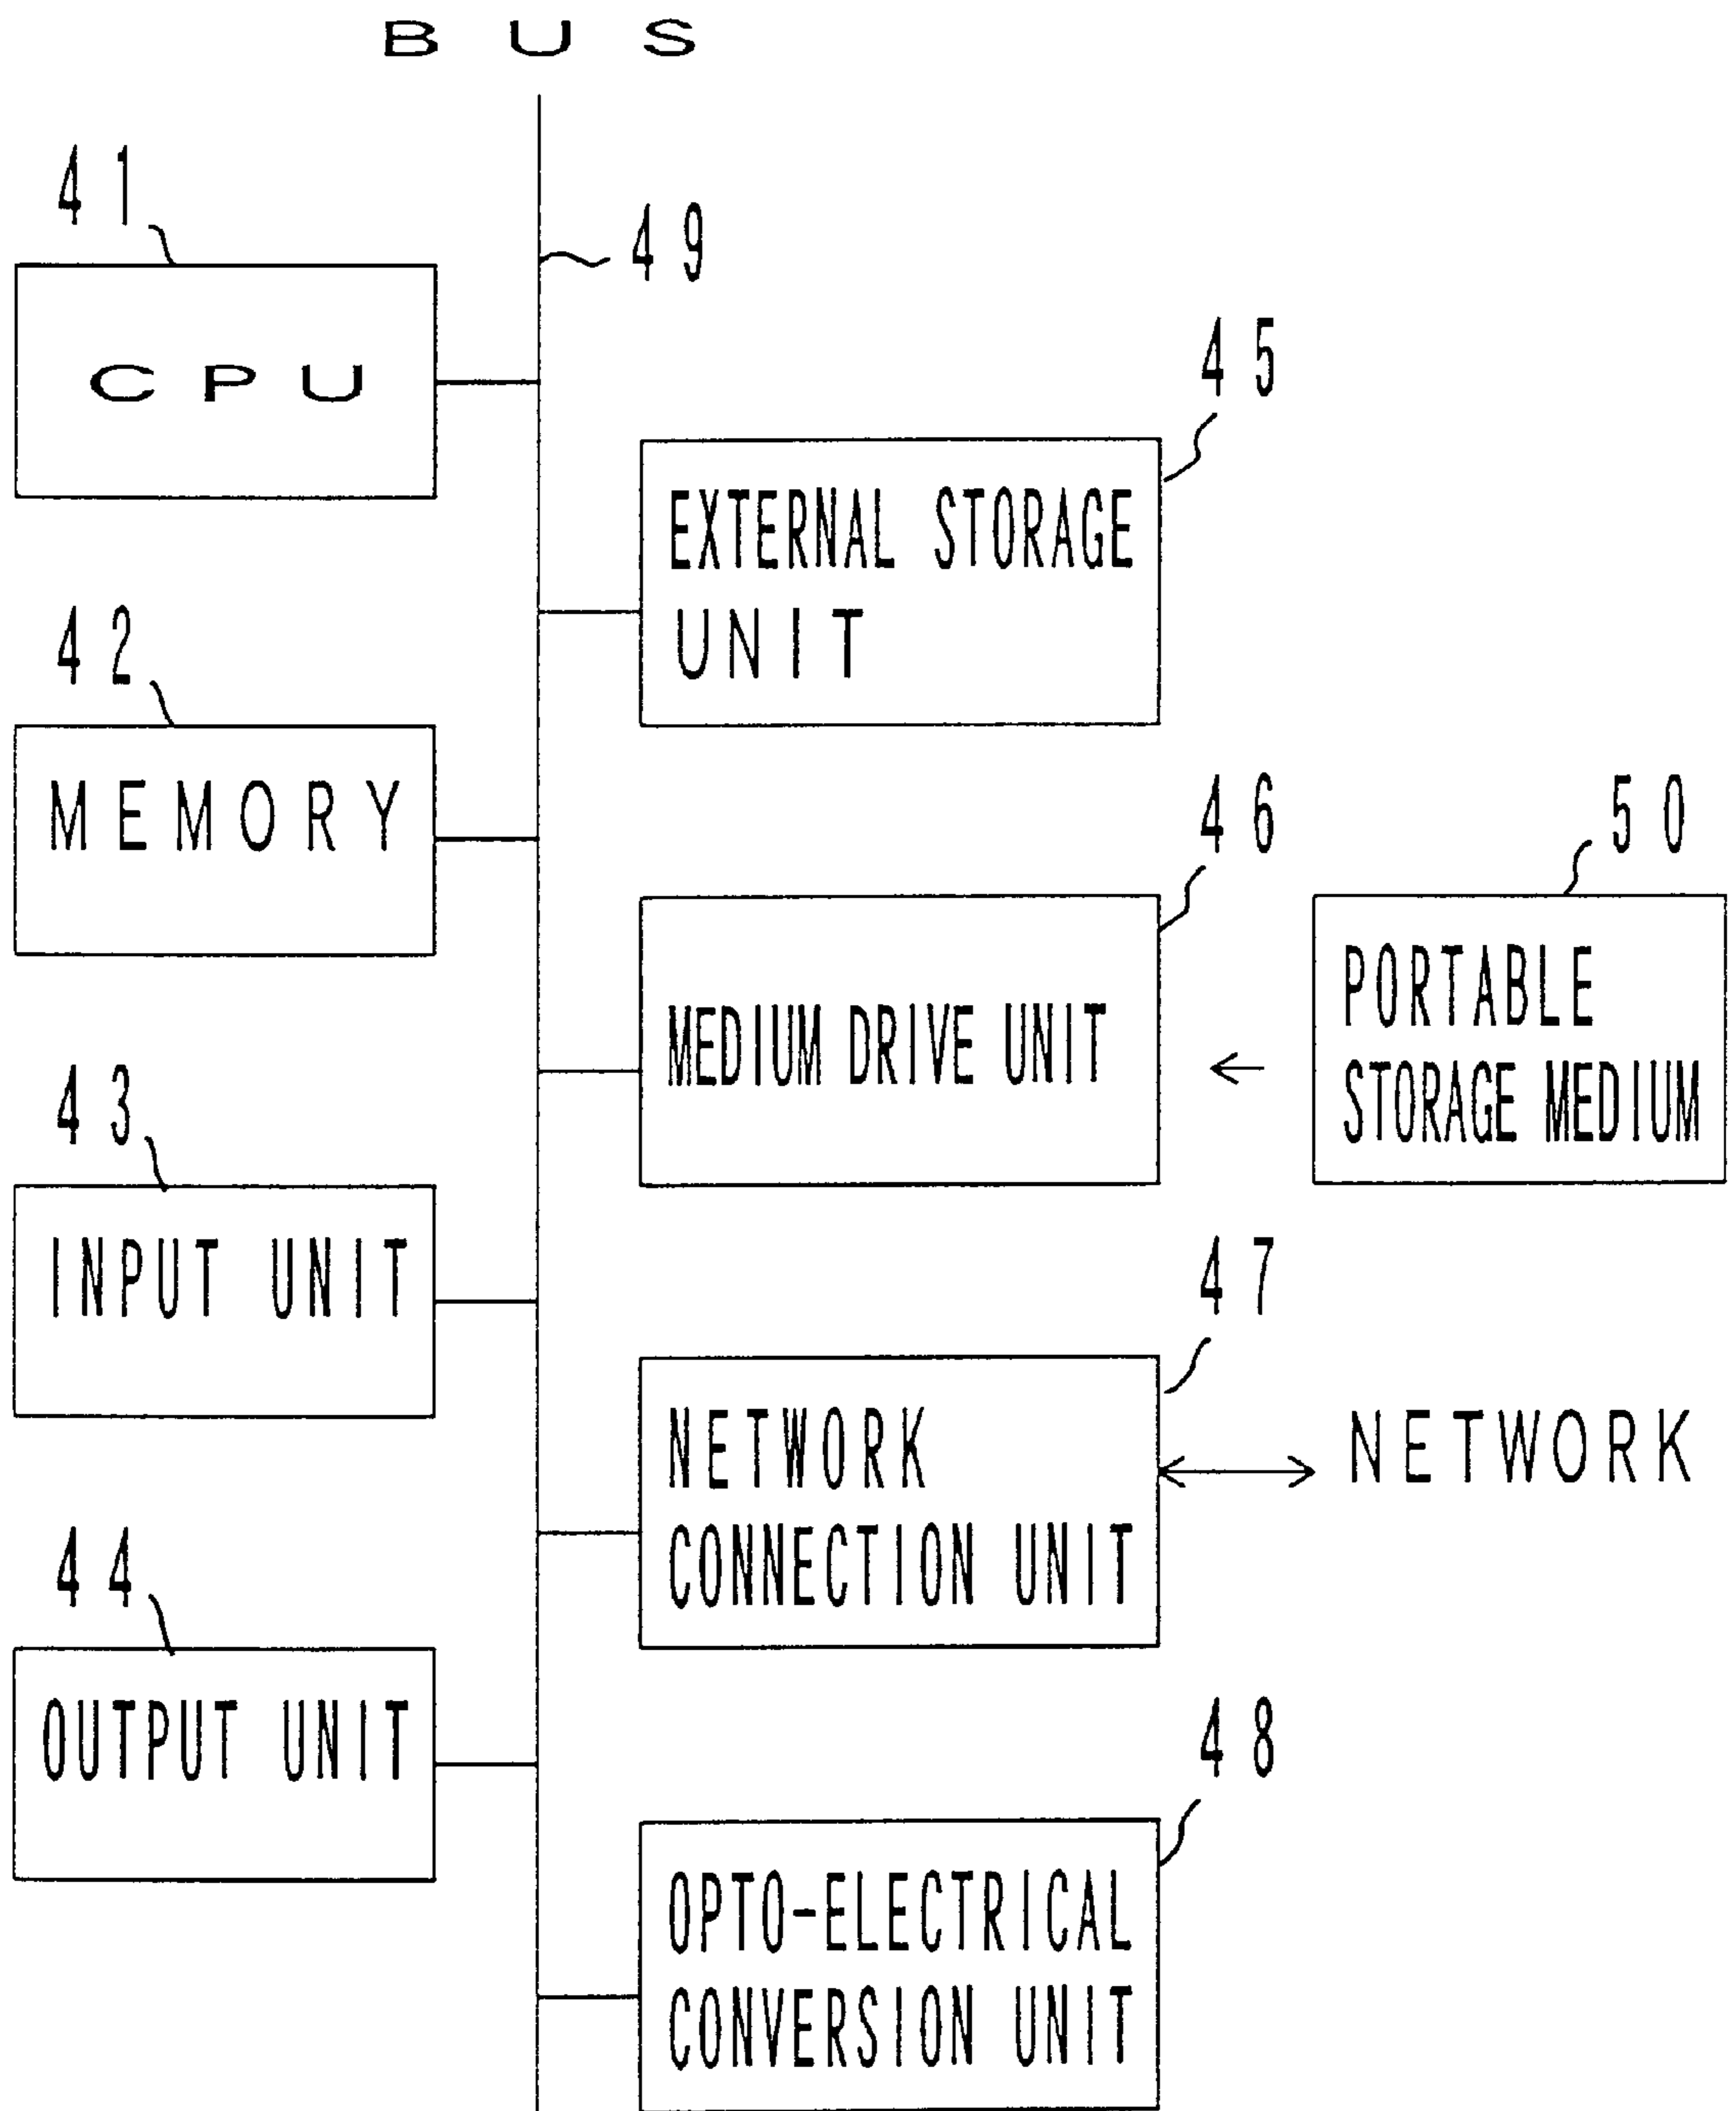 BUS
41
49
CPU
45
EXTERNAL STORAGE
UNIT
42
MEMORY
46
50
MEDIUM DRIVE UNIT
PORTABLE
STORAGE MEDIUM
43
INPUT UNIT
47
NETWORK
CONNECTION UNIT
NETWORK
44
OUTPUT UNIT
48
OPTO-ELECTRICAL
CONVERSION UNIT